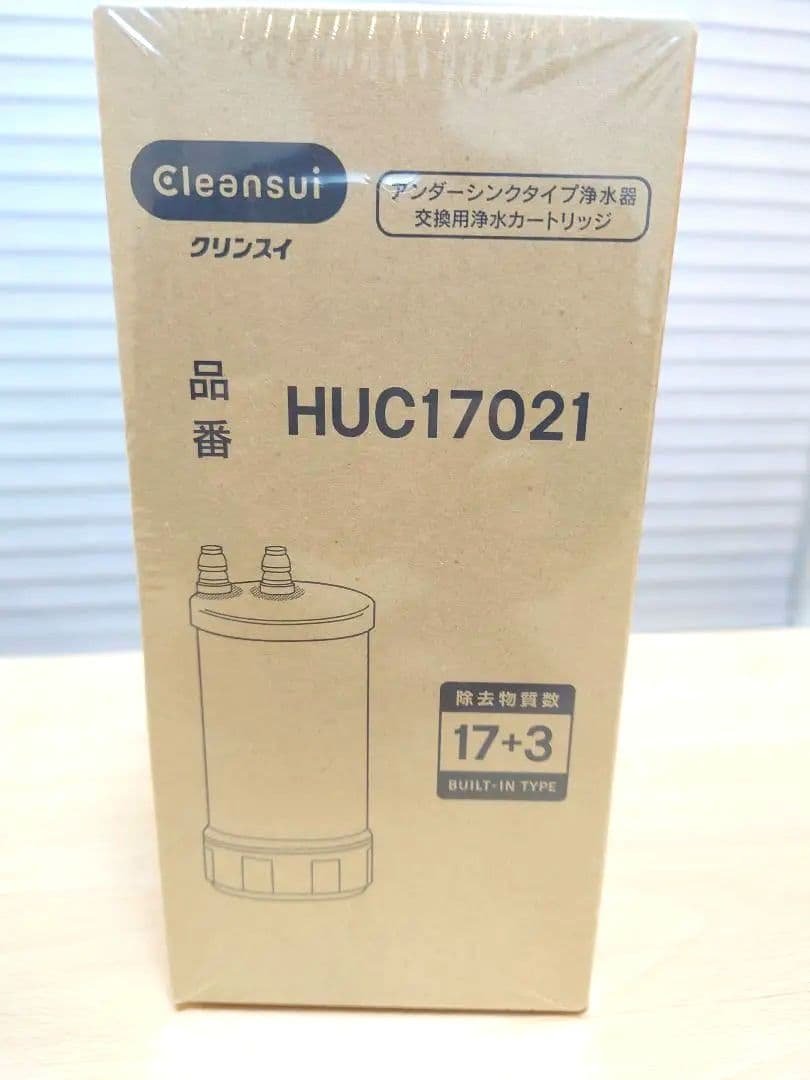 Cleansui
クリンスイ
アンダーシンクタイプ浄水器
交換用浄水カートリッジ
品番 HUC17021
除去物質数
17+3
BUILT-IN TYPE